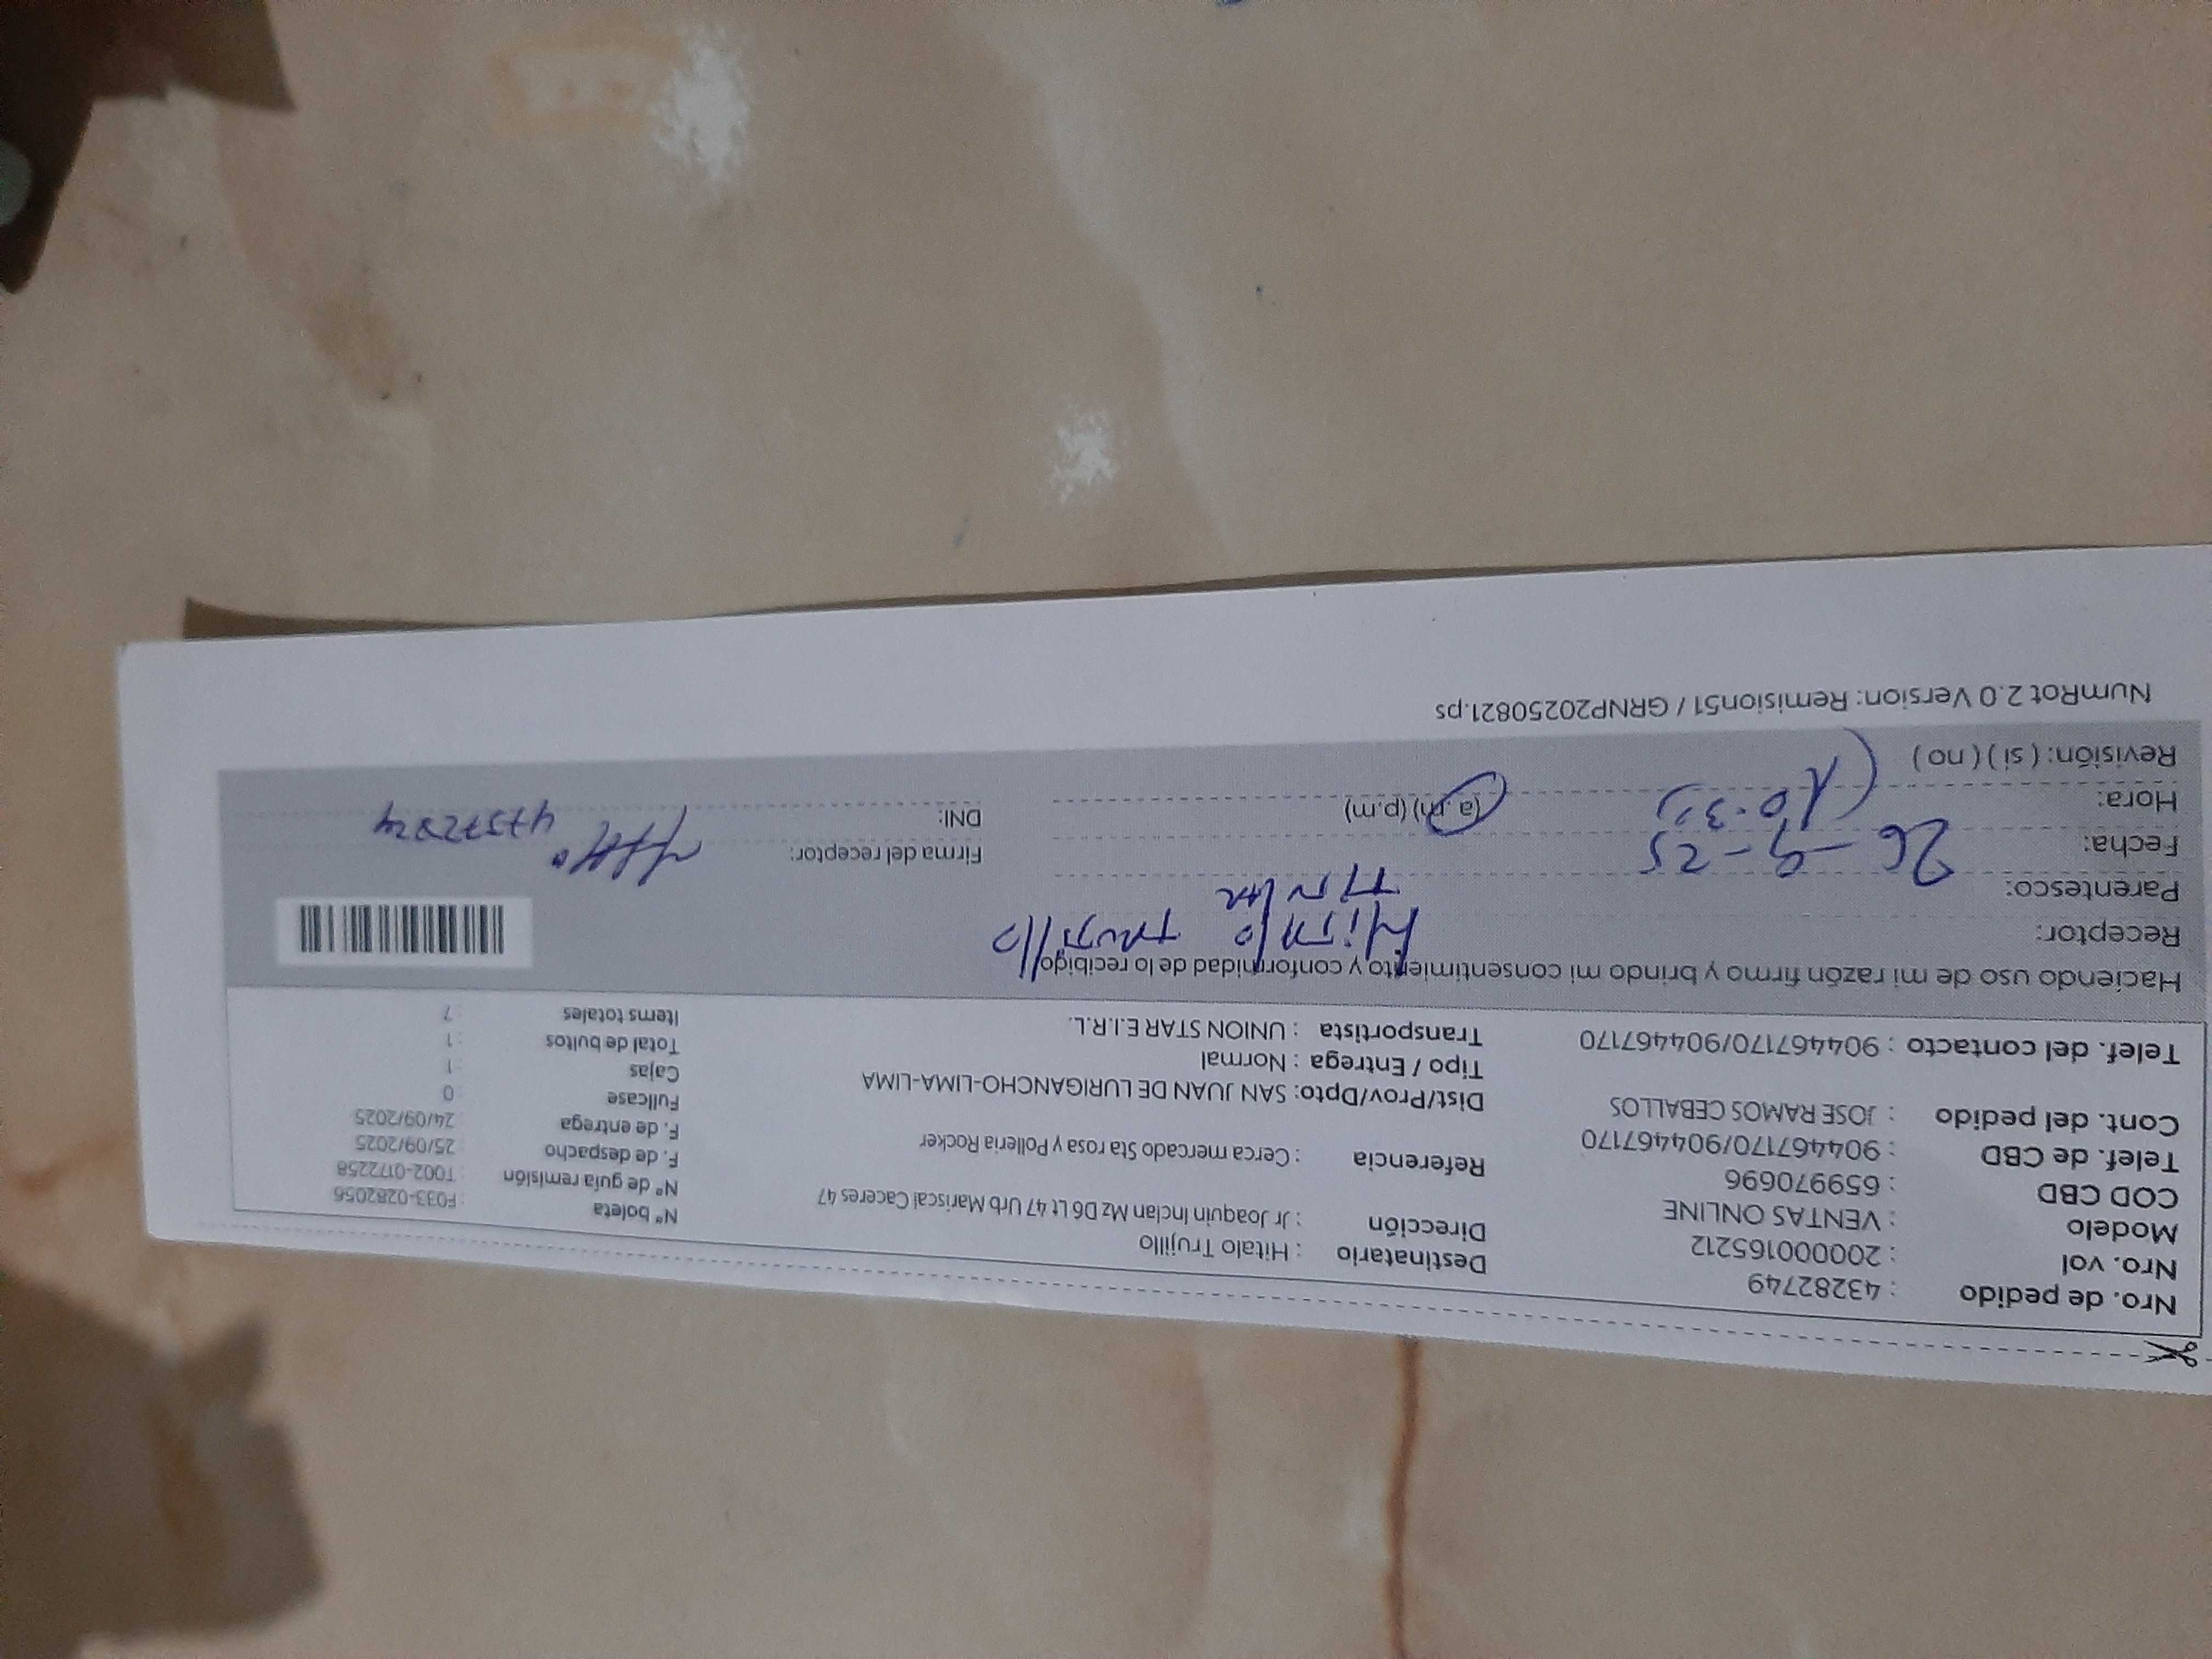 Nro. de pedido : 43282749
Nro. vol : 20000165212
Modelo : VENTAS ONLINE
COD CBD : 659970696
Telef. de CBD : 904467170/904467170
Cont. del pedido : JOSE RAMOS CEBALLOS
Telef. del contacto : 904467170/904467170
Destinatario : Hitalo Trujillo
Dirección : Jr Joaquin Inclan Mz D6 Lt 47 Urb Mariscal Caceres 47
Referencia : Cerca mercado Sta rosa y Polleria Rocker
Dist/Prov/Dpto: SAN JUAN DE LURIGANCHO-LIMA-LIMA
Tipo / Entrega : Normal
Transportista : UNION STAR E.I.R.L.
Nº boleta : F033-0282056
Nº de guía remisión : T002-0172258
F. de despacho : 25/09/2025
F. de entrega : 24/09/2025
Fullcase : 0
Cajas : 1
Total de bultos : 1
Items totales : 7
Haciendo uso de mi razón firmo y brindo mi consentimiento y conformidad de lo recibido
Receptor: Hitalo Trujillo
Parentesco: Titular
Fecha: 26-9-25
Hora: (a.m) (p.m)
Revisión: ( si ) ( no )
Firma del receptor:
DNI:
NumRot 2.0 Version: Remision51 / GRNP20250821.ps